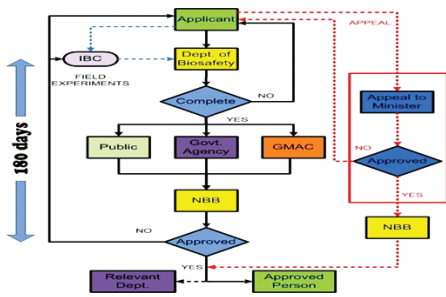 Applicant
APPEAL
IBC
Dept. of
Biosafety
FIELD
EXPERIMENTS
NO
Complete
Appeal to
Minister
YES
Public
Govt.
Agency
GMAC
NO
Approved
YES
180 days
NBB
NBB
NO
Approved
YES
Relevant
Dept.
Approved
Person